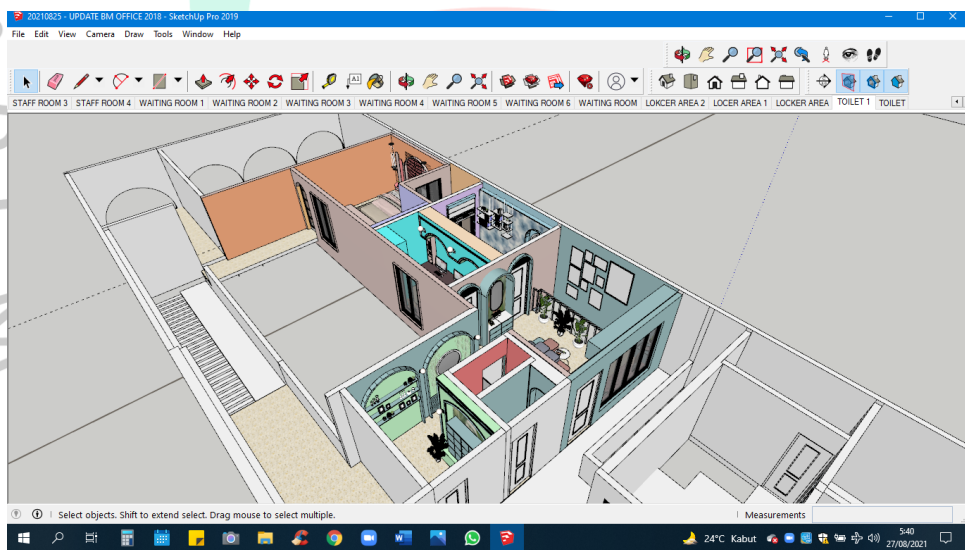 20210825 - UPDATE BM OFFICE 2018 - SketchUp Pro 2019
File Edit View Camera Draw Tools Window Help
A1
STAFF ROOM 3 STAFF ROOM 4 WAITING ROOM 1 WAITING ROOM 2 WAITING ROOM 3 WAITING ROOM 4 WAITING ROOM 5 WAITING ROOM 6 WAITING ROOM LOKCER AREA 2 LOCER AREA 1 LOCKER AREA TOILET 1 TOILET
Select objects. Shift to extend select. Drag mouse to select multiple. Measurements
24°C Kabut 5:40
27/08/2021